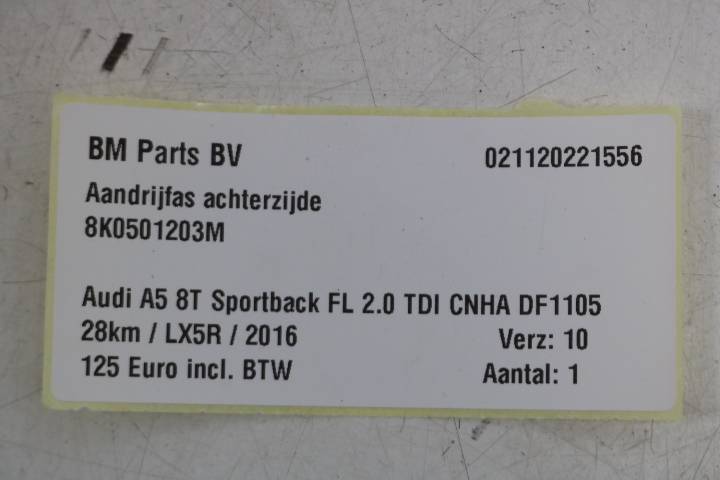 BM Parts BV 021120221556
Aandrijfas achterzijde
8K0501203M
Audi A5 8T Sportback FL 2.0 TDI CNHA DF1105
28km / LX5R / 2016 Verz: 10
125 Euro incl. BTW Aantal: 1